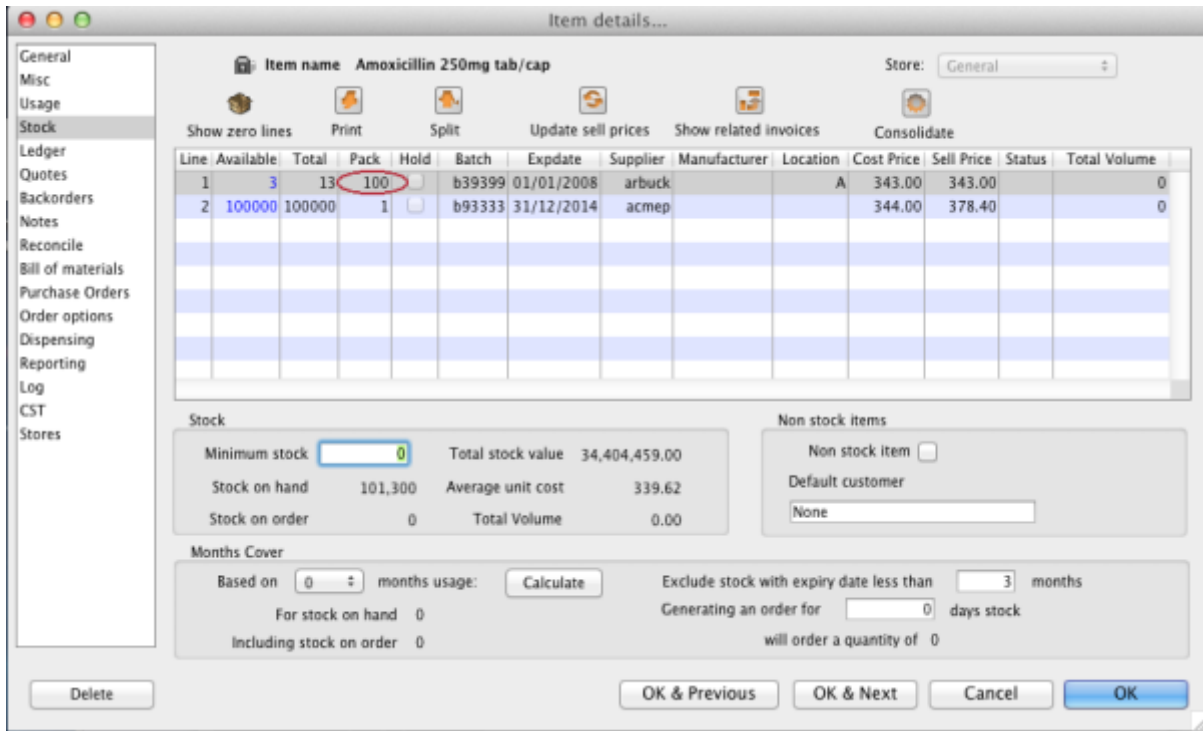 Item details...
General
Misc
Usage
Stock
Ledger
Quotes
Backorders
Notes
Reconcile
Bill of materials
Purchase Orders
Order options
Dispensing
Reporting
Log
CST
Stores
Item name Amoxicillin 250mg tab/cap Store: General
Show zero lines Print Split Update sell prices Show related invoices Consolidate
Line Available Total Pack Hold Batch Expdate Supplier Manufacturer Location Cost Price Sell Price Status Total Volume
1 3 13 100 b39399 01/01/2008 arbuck A 343.00 343.00 0
2 100000 100000 1 b93333 31/12/2014 acmep 344.00 378.40 0
Stock
Minimum stock 0 Total stock value 34,404,459.00
Stock on hand 101,300 Average unit cost 339.62
Stock on order 0 Total Volume 0.00
Non stock items
Non stock item
Default customer
None
Months Cover
Based on 0 months usage: Calculate
For stock on hand 0
Including stock on order 0
Exclude stock with expiry date less than 3 months
Generating an order for 0 days stock
will order a quantity of 0
Delete OK & Previous OK & Next Cancel OK